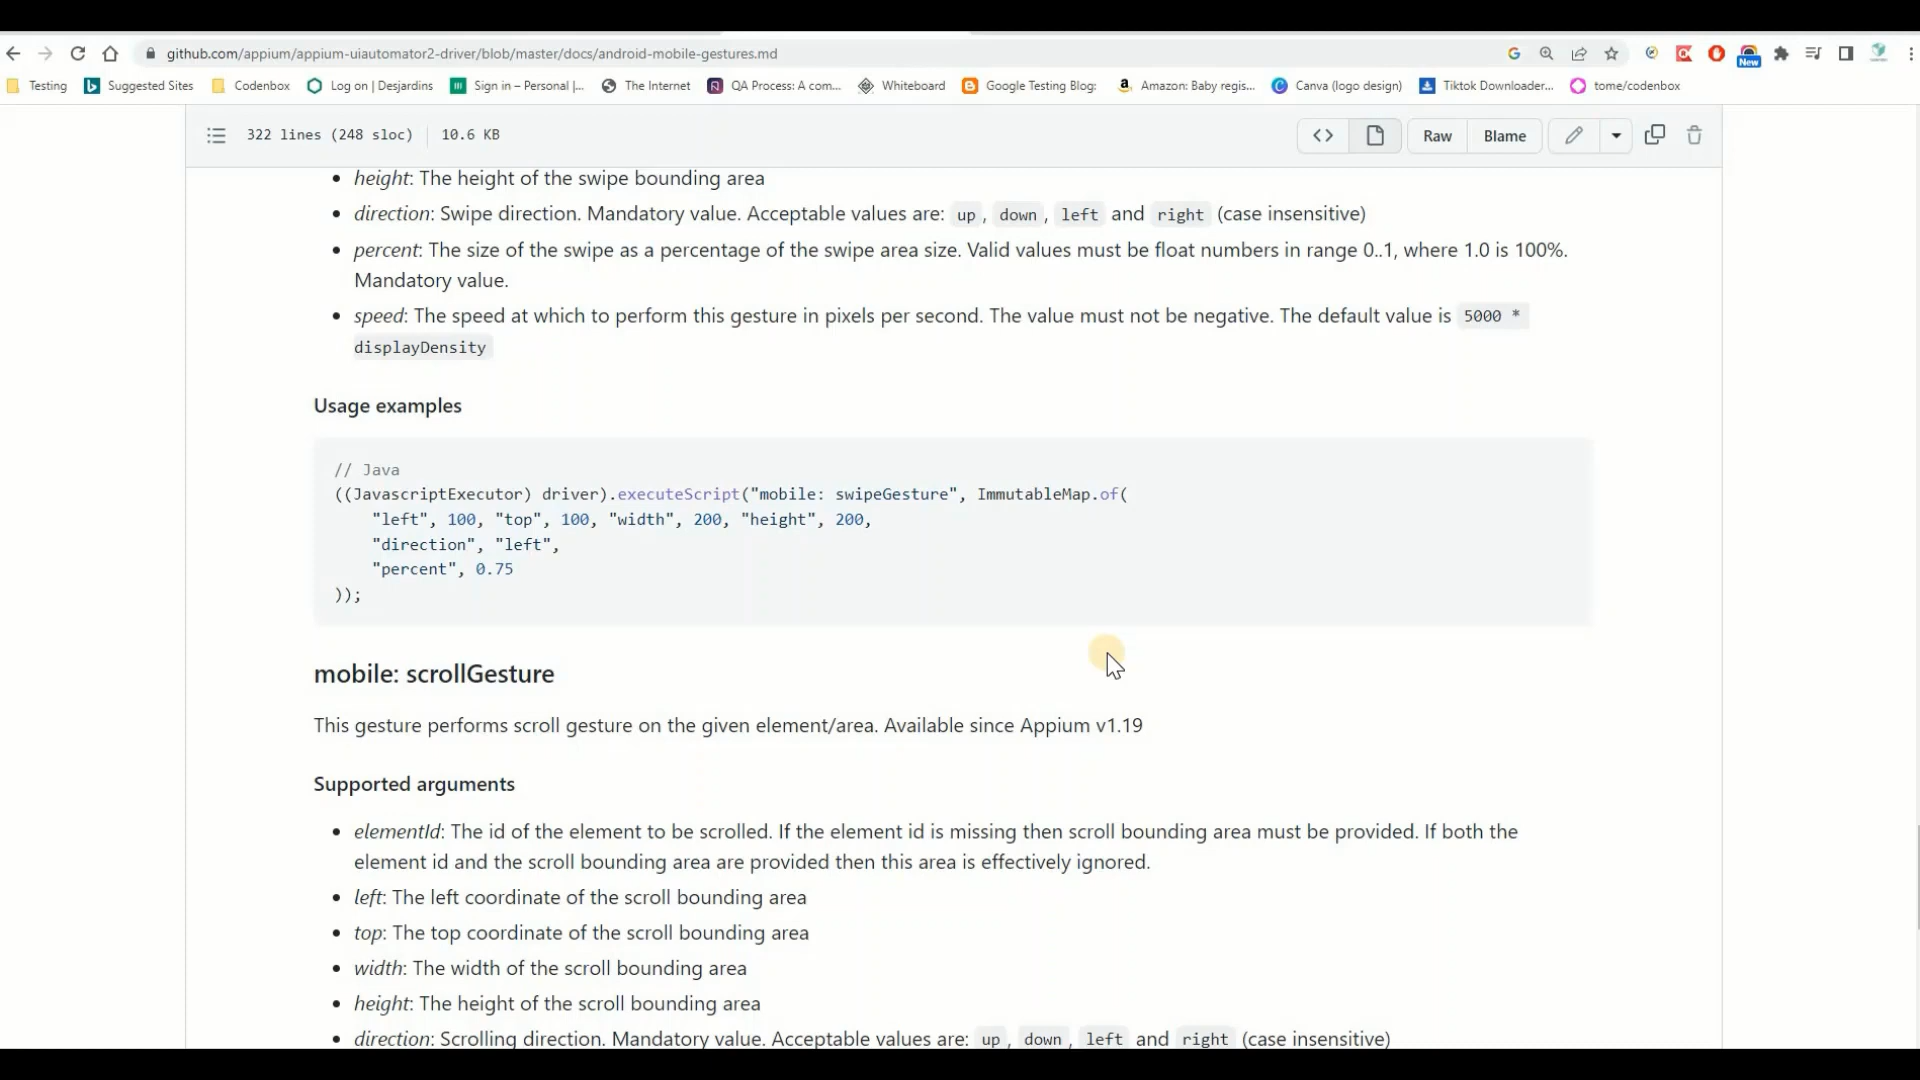 github.com/appium/appium-uiautomator2-driver/blob/master/docs/android-mobile-gestures.md
New
Testing Suggested Sites Codenbox Log on | Desjardins Sign in – Personal |... The Internet QA Process: A com... Whiteboard Google Testing Blog: Amazon: Baby regis... Canva (logo design) Tiktok Downloader... tome/codenbox
322 lines (248 sloc) 10.6 KB Raw Blame
• height: The height of the swipe bounding area
• direction: Swipe direction. Mandatory value. Acceptable values are: up, down, left and right (case insensitive)
• percent: The size of the swipe as a percentage of the swipe area size. Valid values must be float numbers in range 0..1, where 1.0 is 100%.
Mandatory value.
• speed: The speed at which to perform this gesture in pixels per second. The value must not be negative. The default value is 5000 *
displayDensity
Usage examples
// Java
((JavascriptExecutor) driver).executeScript("mobile: swipeGesture", ImmutableMap.of(
"left", 100, "top", 100, "width", 200, "height", 200,
"direction", "left",
"percent", 0.75
));
mobile: scrollGesture
This gesture performs scroll gesture on the given element/area. Available since Appium v1.19
Supported arguments
• elementId: The id of the element to be scrolled. If the element id is missing then scroll bounding area must be provided. If both the
element id and the scroll bounding area are provided then this area is effectively ignored.
• left: The left coordinate of the scroll bounding area
• top: The top coordinate of the scroll bounding area
• width: The width of the scroll bounding area
• height: The height of the scroll bounding area
• direction: Scrolling direction. Mandatory value. Acceptable values are: up, down, left and right (case insensitive)